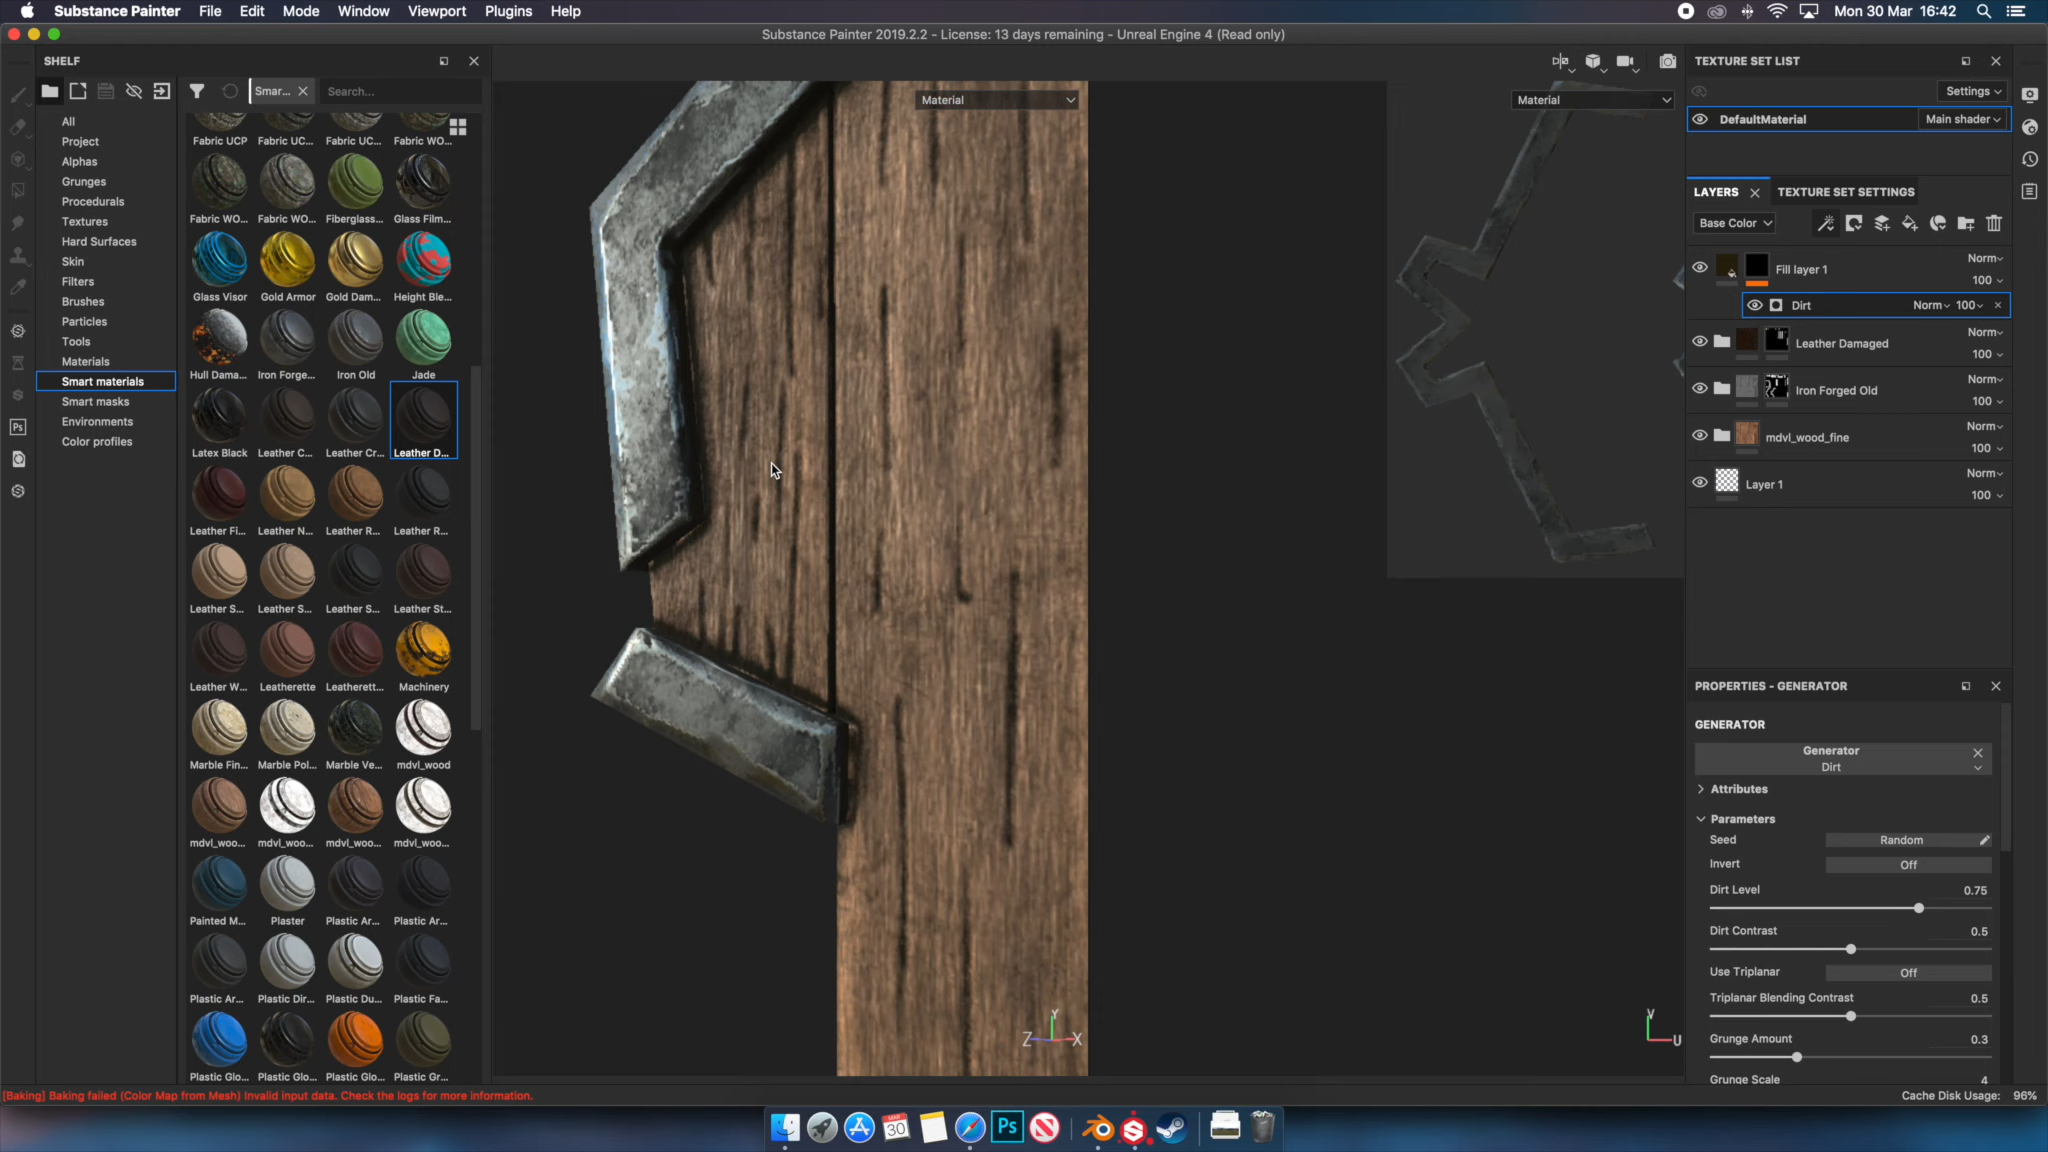 Substance Painter File Edit Mode Window Viewport Plugins Help Mon 30 Mar 16:42
Substance Painter 2019.2.2 - License: 13 days remaining - Unreal Engine 4 (Read only)
SHELF
Smar...
Search...
All
Project
Alphas
Grunges
Procedurals
Textures
Hard Surfaces
Skin
Filters
Brushes
Particles
Tools
Materials
Smart materials
Smart masks
Environments
Color profiles
Ps
Fabric UCP Fabric UC... Fabric UC... Fabric WO...
Fabric WO... Fabric WO... Fiberglass... Glass Film...
Glass Visor Gold Armor Gold Dam... Height Ble...
Hull Dama... Iron Forge... Iron Old Jade
Latex Black Leather C... Leather Cr... Leather D...
Leather Fi... Leather N... Leather R... Leather R...
Leather S... Leather S... Leather S... Leather St...
Leather W... Leatherette Leatherett... Machinery
Marble Fin... Marble Pol... Marble Ve... mdvl_wood
mdvl_woo... mdvl_woo... mdvl_woo... mdvl_woo...
Painted M... Plaster Plastic Ar... Plastic Ar...
Plastic Ar... Plastic Dir... Plastic Du... Plastic Fa...
Plastic Glo... Plastic Glo... Plastic Glo... Plastic Gr...
Material
Material
Y
Z X
V
U
TEXTURE SET LIST
Settings
DefaultMaterial Main shader
LAYERS TEXTURE SET SETTINGS
Base Color
Fill layer 1 Norm
100
Dirt Norm 100
Leather Damaged Norm
100
Iron Forged Old Norm
100
mdvl_wood_fine Norm
100
Layer 1 Norm
100
PROPERTIES - GENERATOR
GENERATOR
Generator
Dirt
Attributes
Parameters
Seed Random
Invert Off
Dirt Level 0.75
Dirt Contrast 0.5
Use Triplanar Off
Triplanar Blending Contrast 0.5
Grunge Amount 0.3
Grunge Scale 4
[Baking] Baking failed (Color Map from Mesh) Invalid input data. Check the logs for more information.
Cache Disk Usage: 96%
MAR
30
Ps